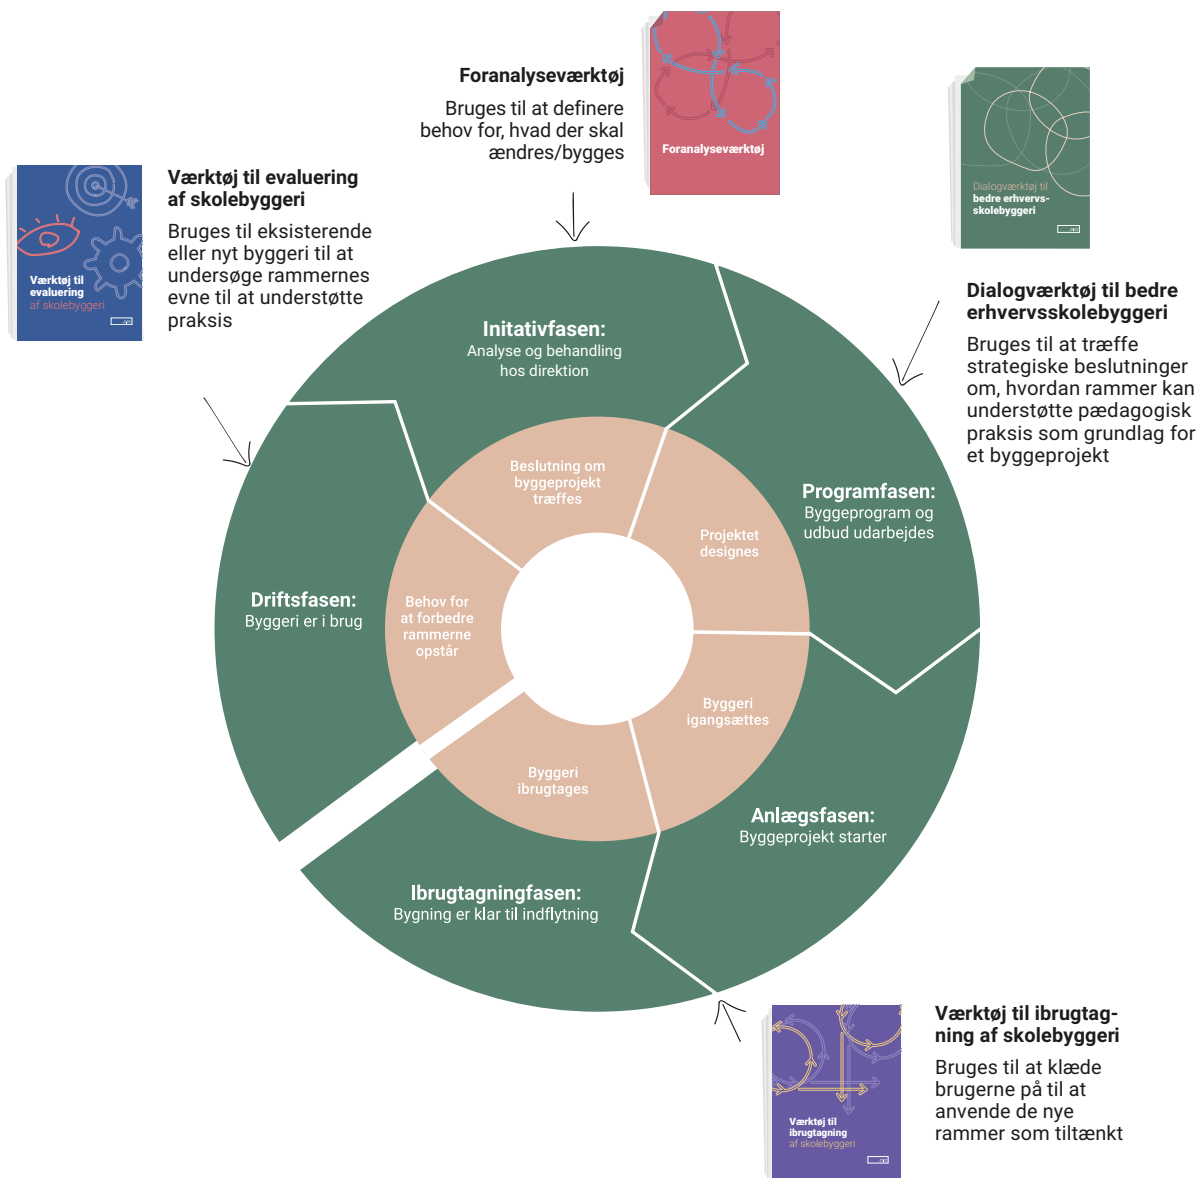 Foranalyseværktøj
Bruges til at definere
behov for, hvad der skal
ændres/bygges
Foranalyseværktøj
Dialogværktøj til
bedre erhvervs-
skolebyggeri
Værktøj til evaluering
af skolebyggeri
Bruges til eksisterende
eller nyt byggeri til at
undersøge rammernes
evne til at understøtte
praksis
Værktøj til
evaluering
af skolebyggeri
Dialogværktøj til bedre
erhvervsskolebyggeri
Bruges til at træffe
strategiske beslutninger
om, hvordan rammer kan
understøtte pædagogisk
praksis som grundlag for
et byggeprojekt
Initativfasen:
Analyse og behandling
hos direktion
Beslutning om
byggeprojekt
træffes
Programfasen:
Byggeprogram og
udbud udarbejdes
Projektet
designes
Driftsfasen:
Byggeri er i brug
Behov for
at forbedre
rammerne
opstår
Byggeri
igangsættes
Byggeri
ibrugtages
Anlægsfasen:
Byggeprojekt starter
Ibrugtagningfasen:
Bygning er klar til indflytning
Værktøj til ibrugtag-
ning af skolebyggeri
Bruges til at klæde
brugerne på til at
anvende de nye
rammer som tiltænkt
Værktøj til
ibrugtagning
af skolebyggeri